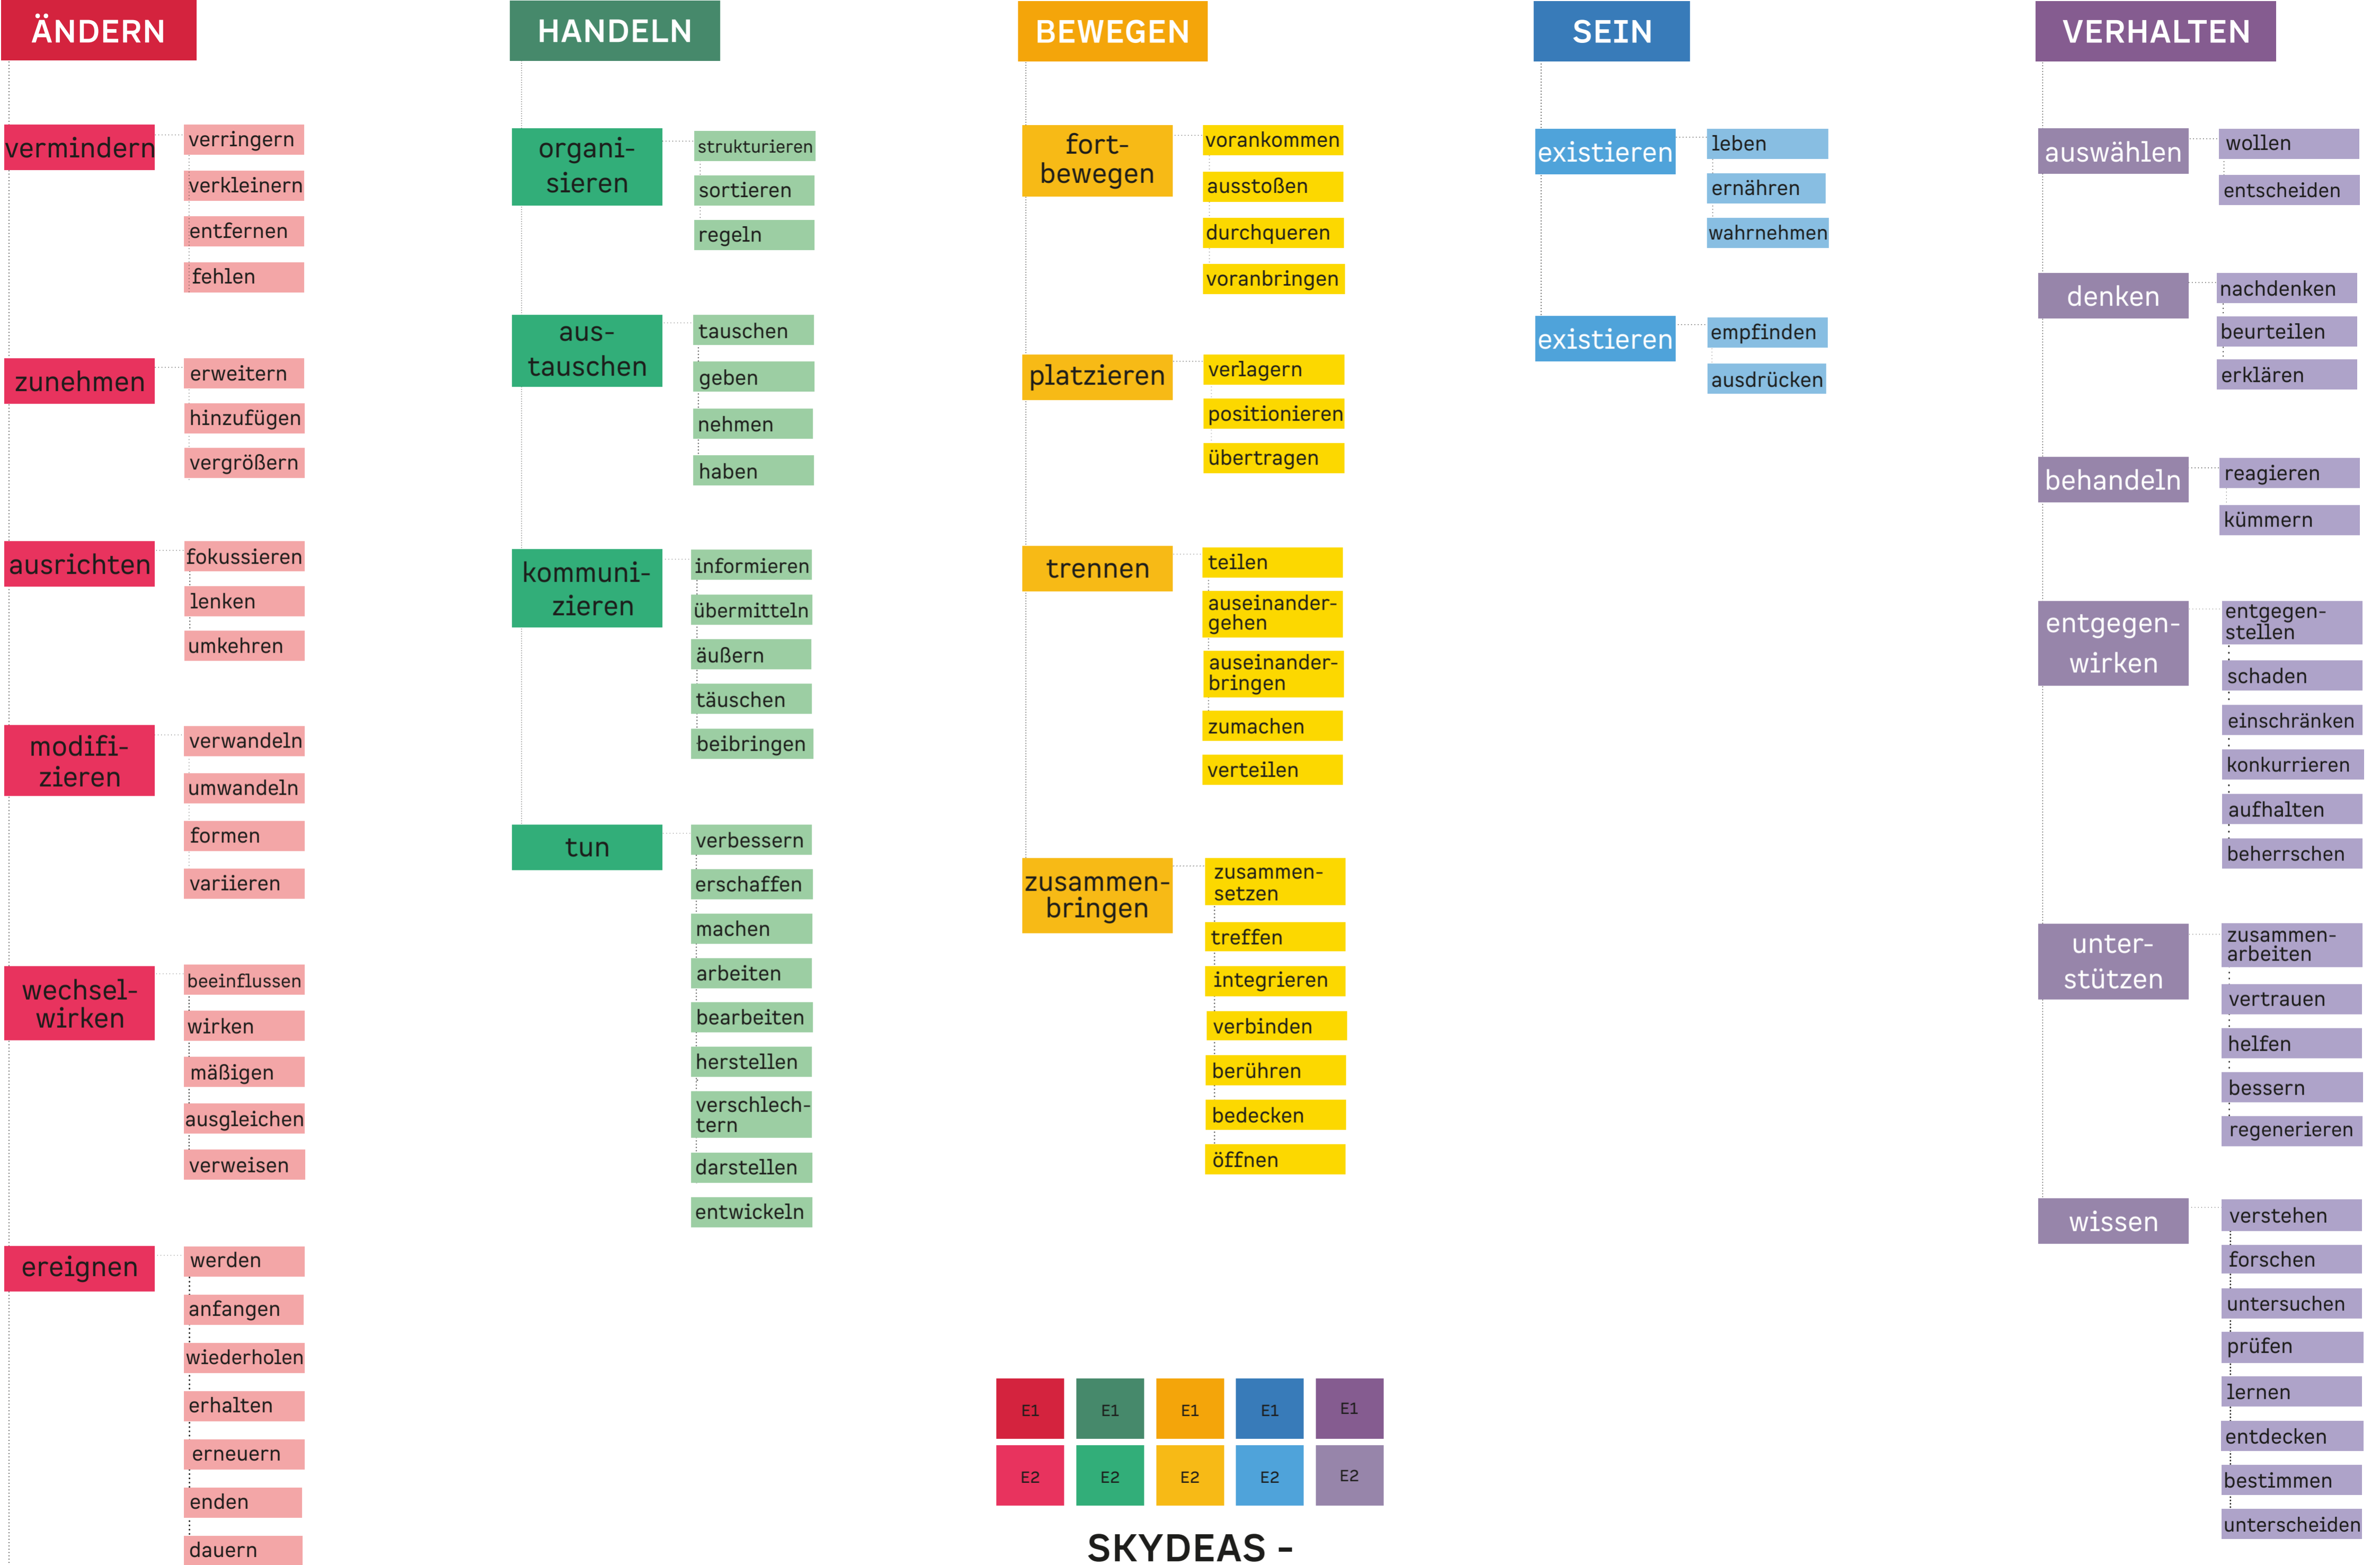 ÄNDERN
vermindern
verringern
verkleinern
entfernen
fehlen
zunehmen
erweitern
hinzufügen
vergrößern
ausrichten
fokussieren
lenken
umkehren
modifi-
zieren
verwandeln
umwandeln
formen
variieren
wechsel-
wirken
beeinflussen
wirken
mäßigen
ausgleichen
verweisen
ereignen
werden
anfangen
wiederholen
erhalten
erneuern
enden
dauern
HANDELN
organi-
sieren
strukturieren
sortieren
regeln
aus-
tauschen
tauschen
geben
nehmen
haben
kommuni-
zieren
informieren
übermitteln
äußern
täuschen
beibringen
tun
verbessern
erschaffen
machen
arbeiten
bearbeiten
herstellen
verschlech-
tern
darstellen
entwickeln
BEWEGEN
fort-
bewegen
vorankommen
ausstoßen
durchqueren
voranbringen
platzieren
verlagern
positionieren
übertragen
trennen
teilen
auseinander-
gehen
auseinander-
bringen
zumachen
verteilen
zusammen-
bringen
zusammen-
setzen
treffen
integrieren
verbinden
berühren
bedecken
öffnen
SEIN
existieren
leben
ernähren
wahrnehmen
existieren
empfinden
ausdrücken
VERHALTEN
auswählen
wollen
entscheiden
denken
nachdenken
beurteilen
erklären
behandeln
reagieren
kümmern
entgegen-
wirken
entgegen-
stellen
schaden
einschränken
konkurrieren
aufhalten
beherrschen
unter-
stützen
zusammen-
arbeiten
vertrauen
helfen
bessern
regenerieren
wissen
verstehen
forschen
untersuchen
prüfen
lernen
entdecken
bestimmen
unterscheiden
E1 E1 E1 E1 E1
E2 E2 E2 E2 E2
SKYDEAS -